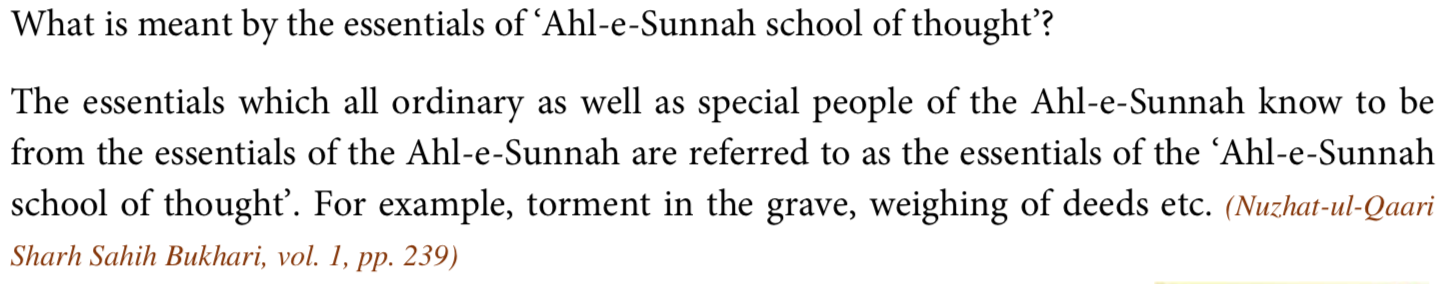 What is meant by the essentials of ‘Ahl-e-Sunnah school of thought’?
The essentials which all ordinary as well as special people of the Ahl-e-Sunnah know to be
from the essentials of the Ahl-e-Sunnah are referred to as the essentials of the ‘Ahl-e-Sunnah
school of thought’. For example, torment in the grave, weighing of deeds etc. (Nuzhat-ul-Qaari
Sharh Sahih Bukhari, vol. 1, pp. 239)